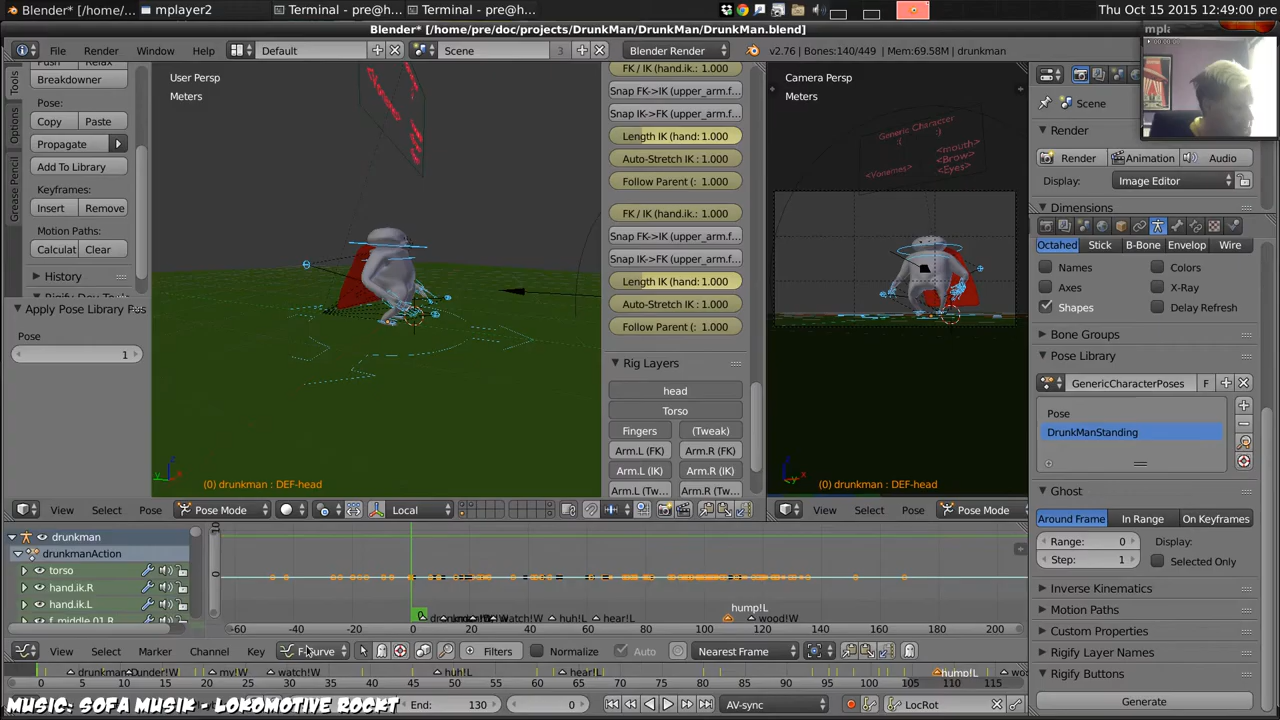 Blender* [/home/pre... mplayer2 Terminal - pre@h... Terminal - pre@h... Thu Oct 15 2015 12:49:00 pre
Blender* [/home/pre/doc/projects/DrunkMan/DrunkMan/DrunkMan.blend]
File Render Window Help Default Scene 3 Blender Render v2.76 | Bones:140/449 | Mem:69.58M | drunkman
Tools
Options
Grease Pencil
Breakdowner
Pose:
Copy Paste
Propagate
Add To Library
Keyframes:
Insert Remove
Motion Paths:
Calculat Clear
History
Apply Pose Library Pos
Pose
1
User Persp
Meters
(0) drunkman : DEF-head
FK / IK (hand.ik.: 1.000
Snap FK->IK (upper_arm.f...
Snap FK->IK (upper_arm.f...
Length IK (hand: 1.000
Auto-Stretch IK : 1.000
Follow Parent (: 1.000
FK / IK (hand.ik.: 1.000
Snap FK->IK (upper_arm.f...
Snap FK->IK (upper_arm.f...
Length IK (hand: 1.000
Auto-Stretch IK : 1.000
Follow Parent (: 1.000
Rig Layers
head
Torso
Fingers (Tweak)
Arm.L (FK) Arm.R (FK)
Arm.L (IK) Arm.R (IK)
Arm.L (Tw... Arm.R (Tw...
Camera Persp
Meters
Generic Character
:( :)
<mouth>
<Vonemes> <Brow>
<Eyes>
(0) drunkman : DEF-head
Scene
Render
Render Animation Audio
Display: Image Editor
Dimensions
Octahed Stick B-Bone Envelop Wire
Names Colors
Axes X-Ray
Shapes Delay Refresh
Bone Groups
Pose Library
GenericCharacterPoses F
Pose
DrunkManStanding
Ghost
Around Frame In Range On Keyframes
Range: 0 Display:
Step: 1 Selected Only
Inverse Kinematics
Motion Paths
Custom Properties
Rigify Layer Names
Rigify Buttons
Generate
View Select Pose Pose Mode Local View Select Pose Pose Mode
drunkman
drunkmanAction
torso
hand.ik.R
hand.ik.L
f_middle.01.R
10
0
hump!L
huh!L hear!L wood!W
-60 -40 -20 0 20 40 60 80 100 120 140 160 180 200
View Select Marker Channel Key F-Curve Filters Normalize Auto Nearest Frame
my!W watch!W huh!L hear!L hump!L
0 5 10 15 20 25 30 35 40 45 50 55 60 65 70 75 80 85 90 95 100 105 110 115
MUSIC: SOFA MUSIK - LOKOMOTIVE ROCKT End: 130 0 AV-sync LocRot